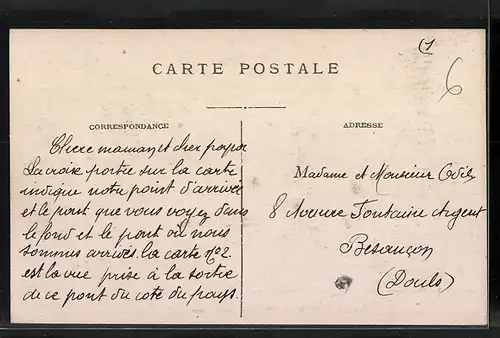 6
CARTE POSTALE
CORRESPONDANCE
ADRESSE
Chere maman et cher papa
La croix portée sur la carte
indique notre point d'arrivée
et le pont que vous voyez dans
le fond et le pont où nous
sommes arrivés. la carte n° 2.
est la vue prise à la sortie
de ce pont du coté du pays.
Madame et Monsieur
8 Avenue Fontaine Argent
Besançon
(Doubs)